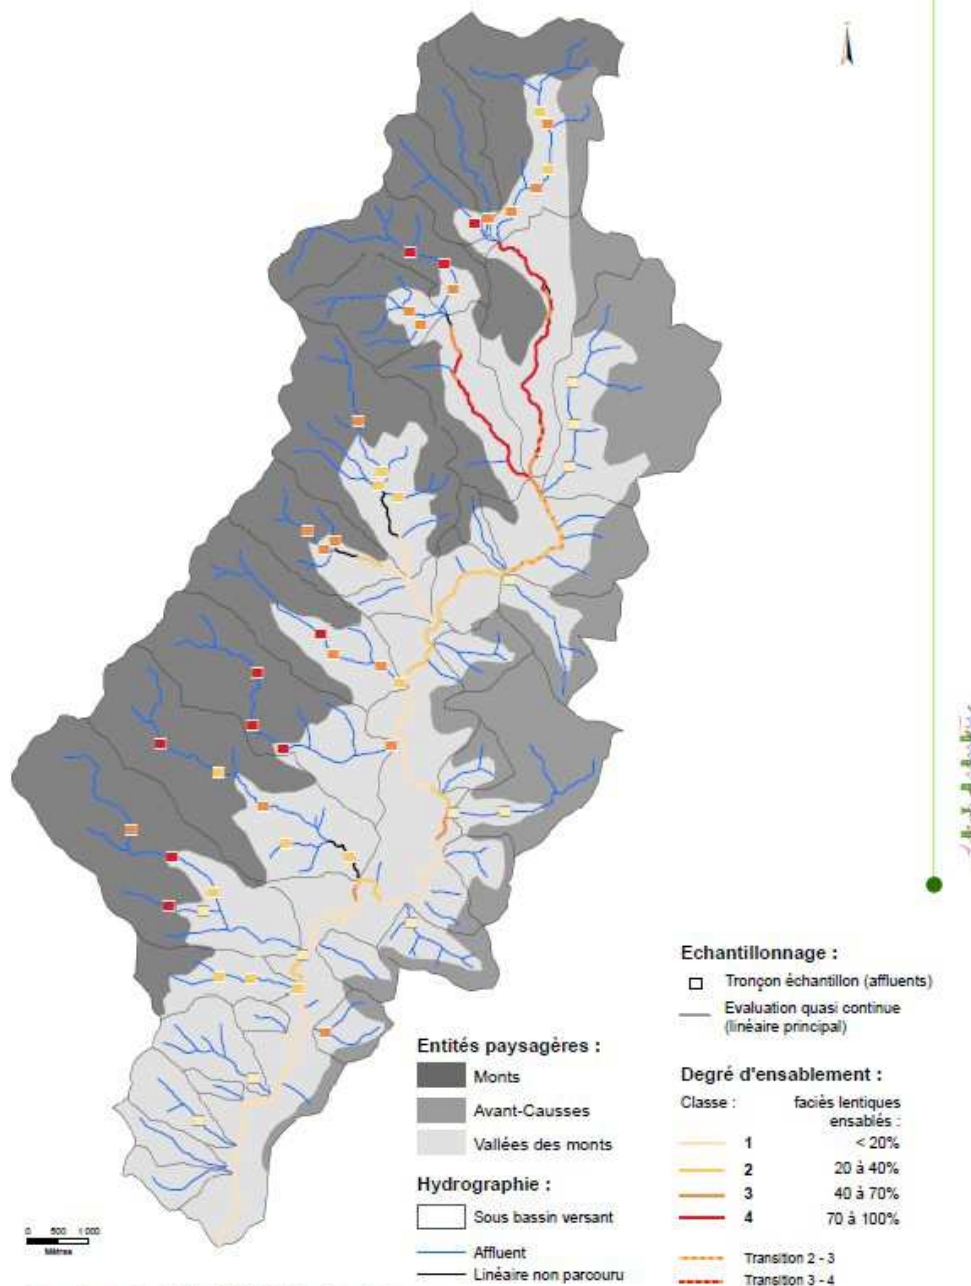 Echantillonnage :
Tronçon échantillon (affluents)
Evaluation quasi continue
(linéaire principal)
Entités paysagères :
Monts
Avant-Causses
Vallées des monts
Hydrographie :
Sous bassin versant
Affluent
Linéaire non parcouru
Degré d'ensablement :
Classe : faciès lentiques
ensablés :
1 < 20%
2 20 à 40%
3 40 à 70%
4 70 à 100%
Transition 2 - 3
Transition 3 - 4
0 500 1 000
Mètres